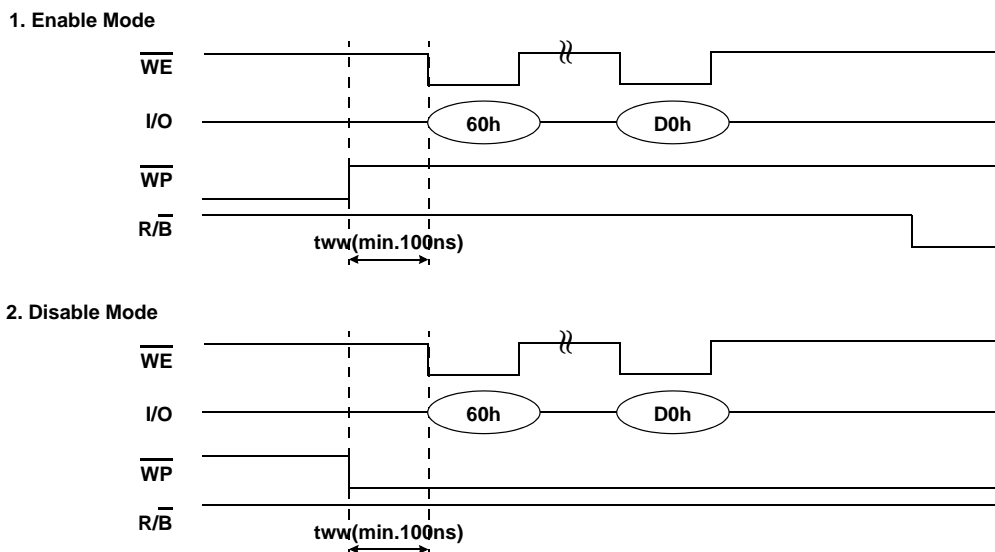 1. Enable Mode
WE
I/O
60h
D0h
WP
R/B
tww(min.100ns)
2. Disable Mode
WE
I/O
60h
D0h
WP
R/B
tww(min.100ns)